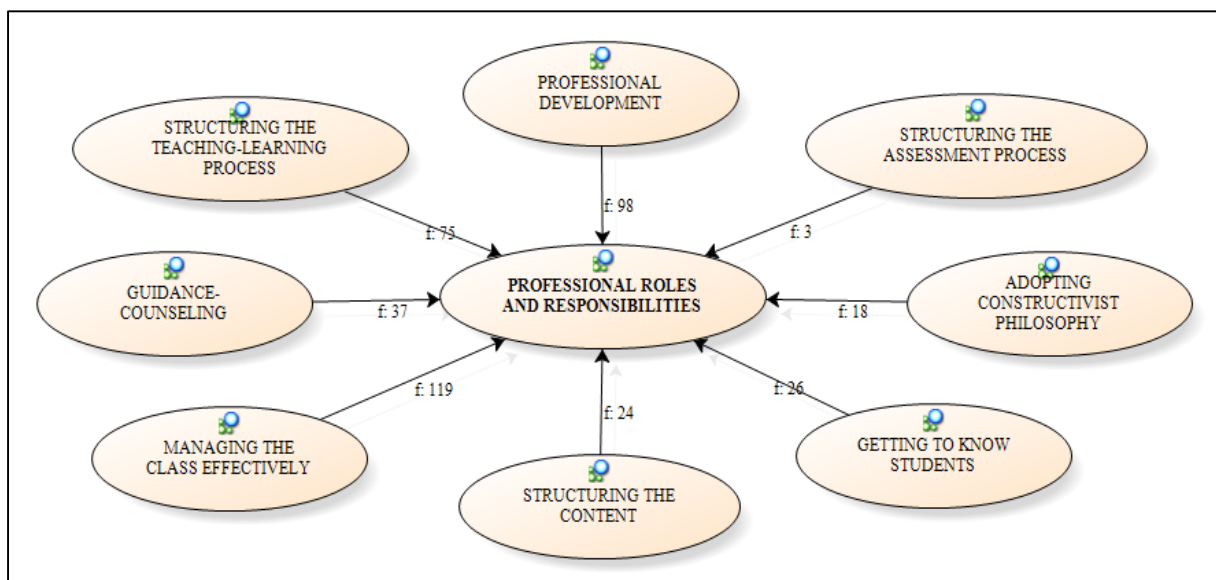 PROFESSIONAL
DEVELOPMENT
STRUCTURING THE
TEACHING-LEARNING
PROCESS
STRUCTURING THE
ASSESSMENT PROCESS
f: 98
f: 75
f: 3
GUIDANCE-
COUNSELING
f: 37
PROFESSIONAL ROLES
AND RESPONSIBILITIES
f: 18
ADOPTING
CONSTRUCTIVIST
PHILOSOPHY
f: 119
f: 24
f: 26
MANAGING THE
CLASS EFFECTIVELY
GETTING TO KNOW
STUDENTS
STRUCTURING THE
CONTENT